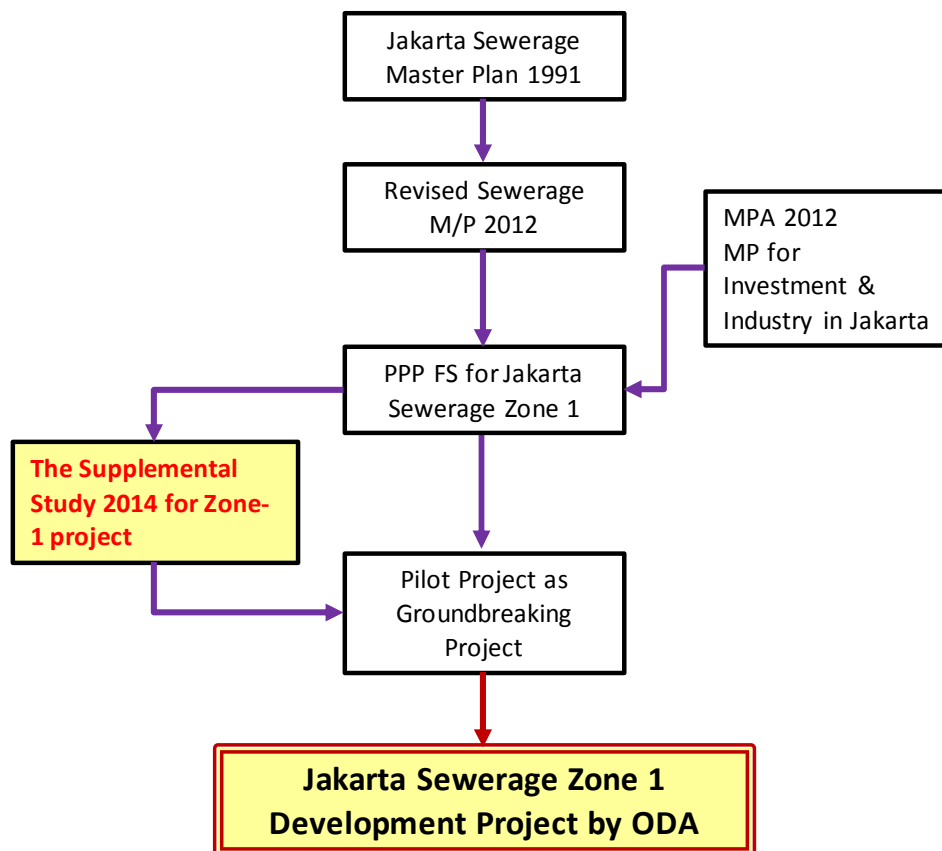 Jakarta Sewerage
Master Plan 1991
Revised Sewerage
M/P 2012
MPA 2012
MP for
Investment &
Industry in Jakarta
PPP FS for Jakarta
Sewerage Zone 1
The Supplemental
Study 2014 for Zone-
1 project
Pilot Project as
Groundbreaking
Project
Jakarta Sewerage Zone 1
Development Project by ODA